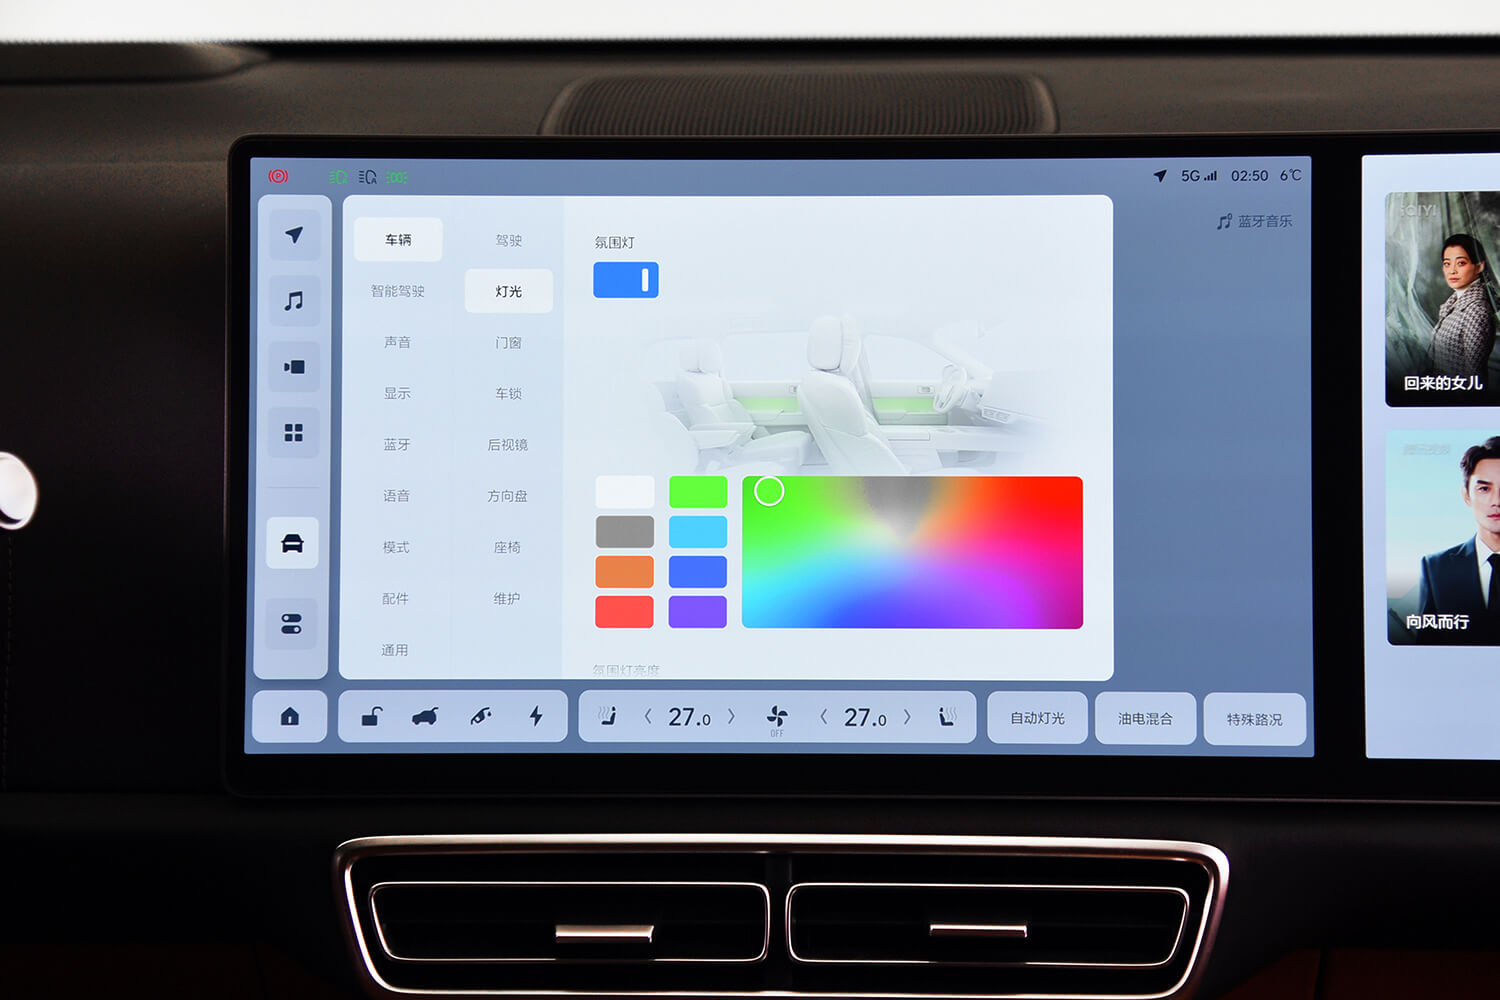 5G 02:50 6℃
蓝牙音乐
车辆
智能驾驶
声音
显示
蓝牙
语音
模式
配件
通用
驾驶
灯光
门窗
车锁
后视镜
方向盘
座椅
维护
氛围灯
氛围灯亮度
27.0
OFF
27.0
自动灯光
油电混合
特殊路况
iQIYI
回来的女儿
向风而行